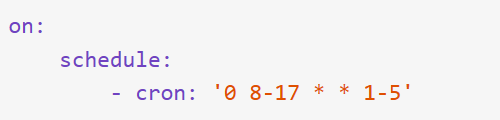 on:
    schedule:
        - cron: '0 8-17 * * 1-5'